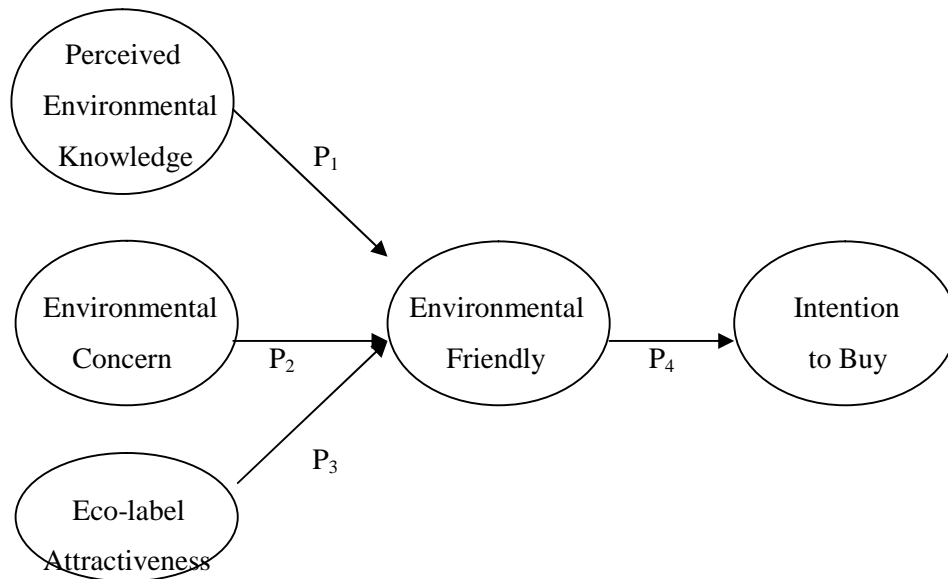 Perceived
Environmental
Knowledge
P₁
Environmental
Concern
P₂
Environmental
Friendly
P₄
Intention
to Buy
P₃
Eco-label
Attractiveness